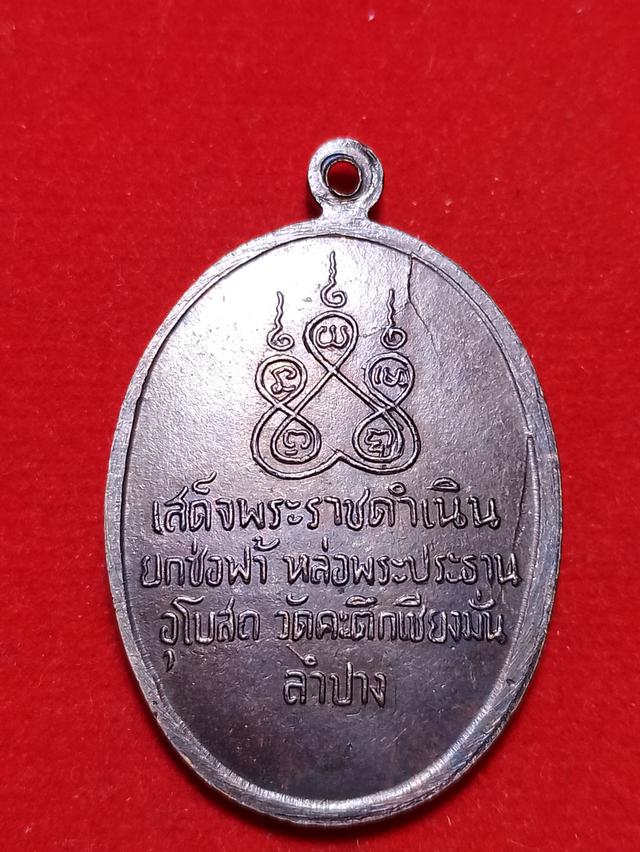 เสด็จพระราชดำเนิน
ยกช่อฟ้า หล่อพระประธาน
อุโบสถ วัดคะตึกเชียงมั่น
ลำปาง